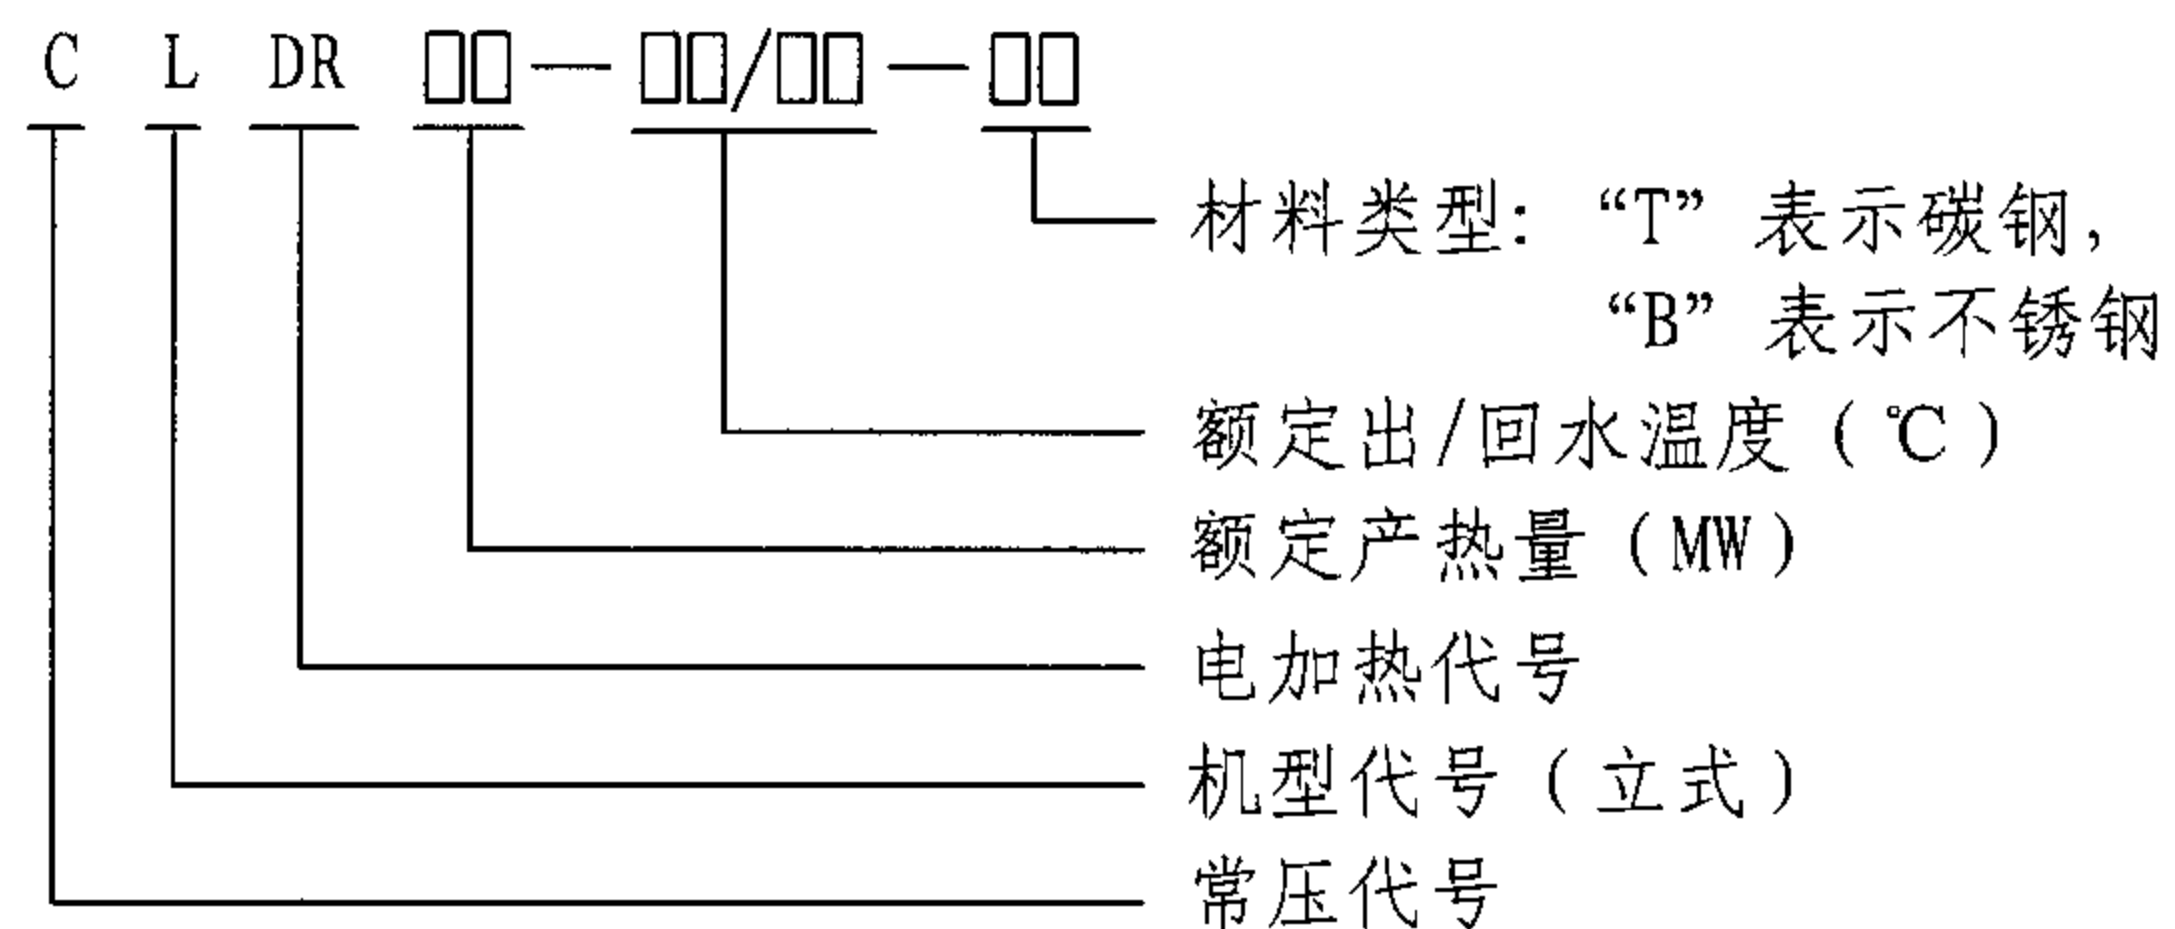 C L DR □□—□□/□□—□□
材料类型: “T”表示碳钢,
“B”表示不锈钢
额定出/回水温度(℃)
额定产热量(MW)
电加热代号
机型代号(立式)
常压代号